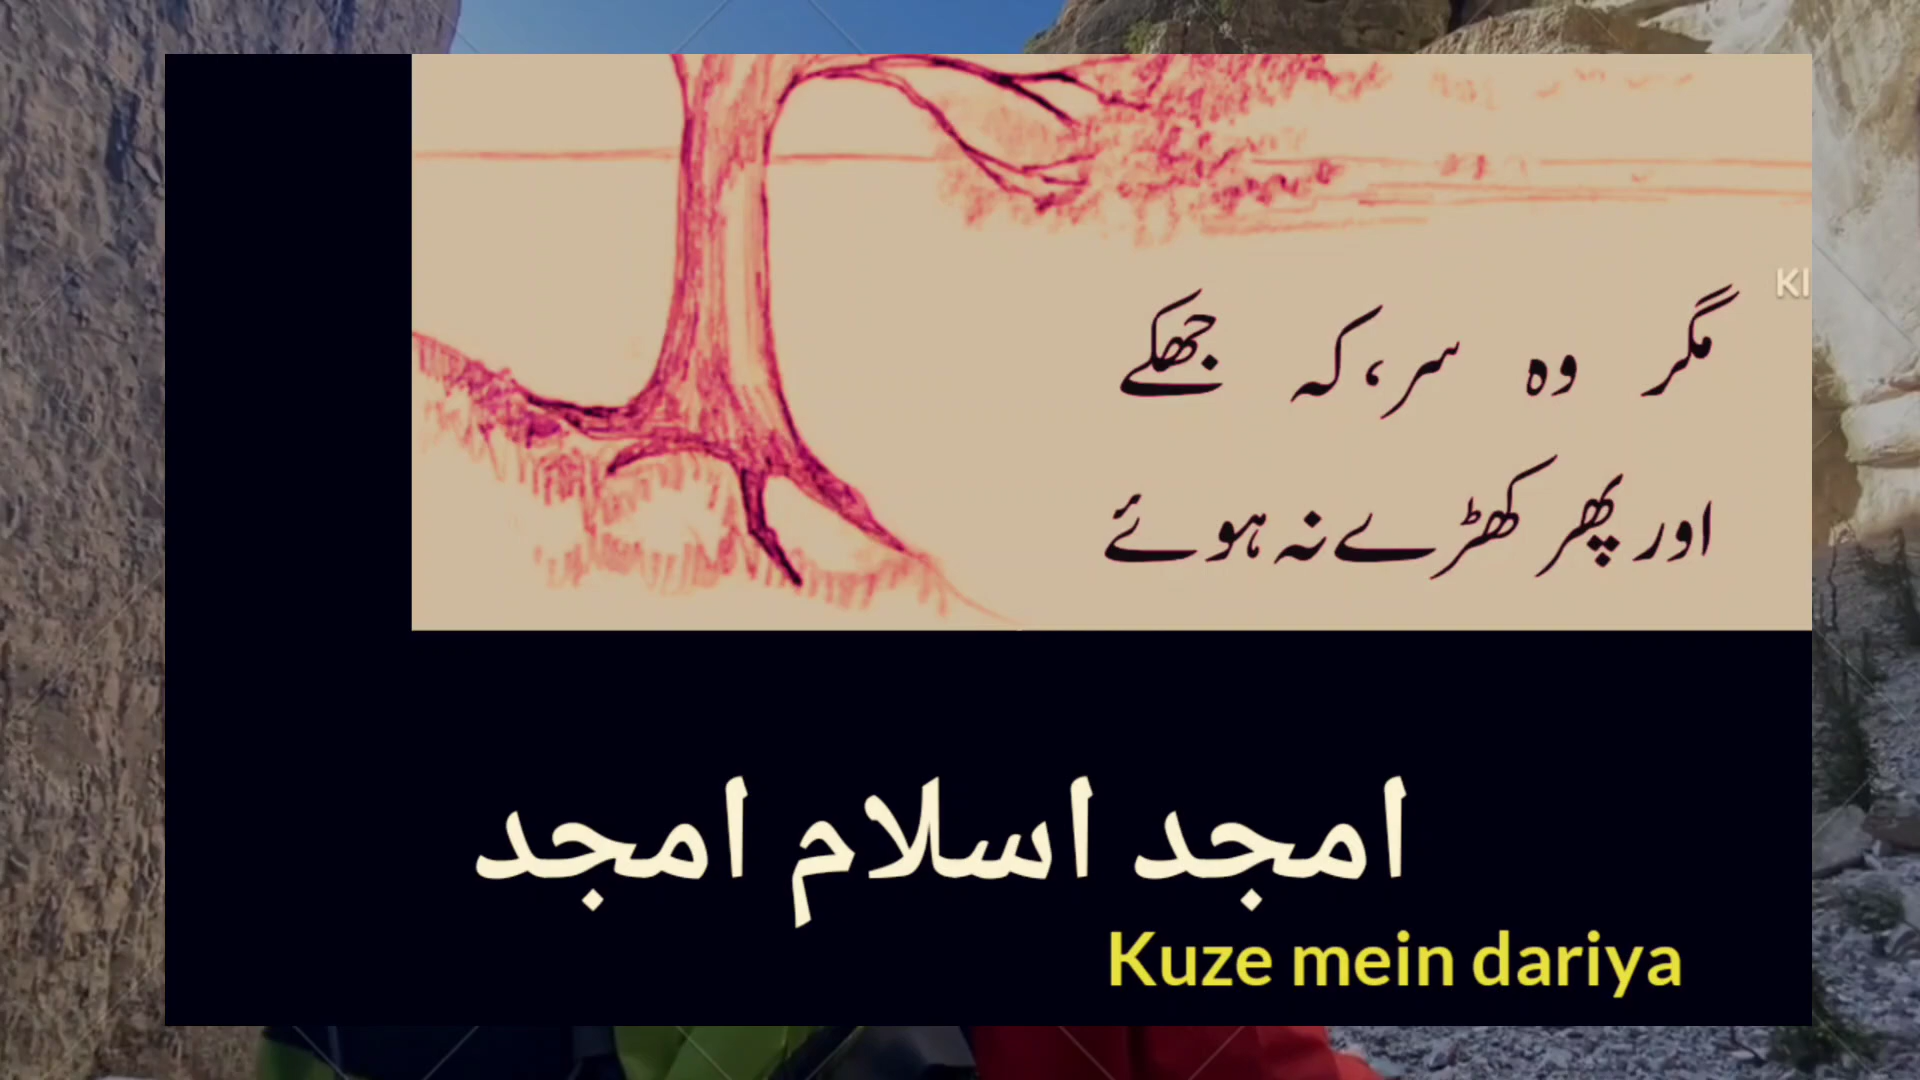 مگر وہ سر، کہ جھکے
اور پھر کھڑے نہ ہوئے
امجد اسلام امجد
Kuze mein dariya